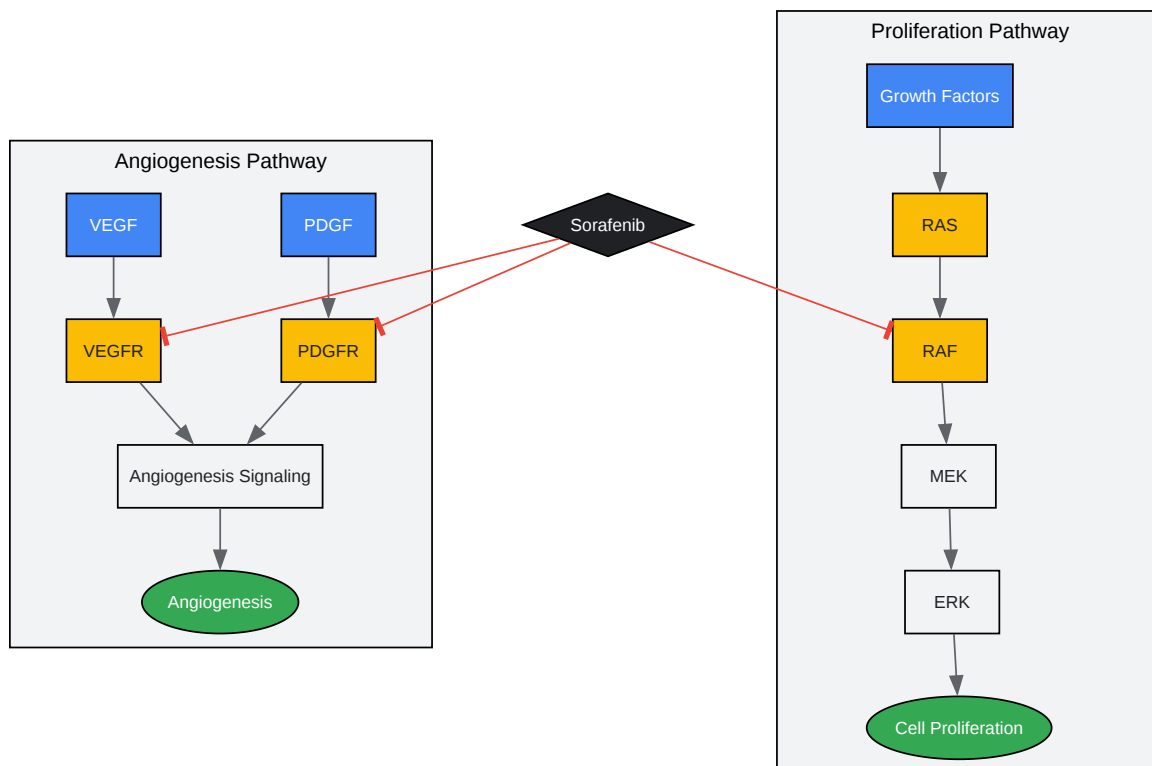 Proliferation Pathway
Growth Factors
Angiogenesis Pathway
VEGF
PDGF
Sorafenib
RAS
VEGFR
PDGFR
RAF
Angiogenesis Signaling
MEK
Angiogenesis
ERK
Cell Proliferation